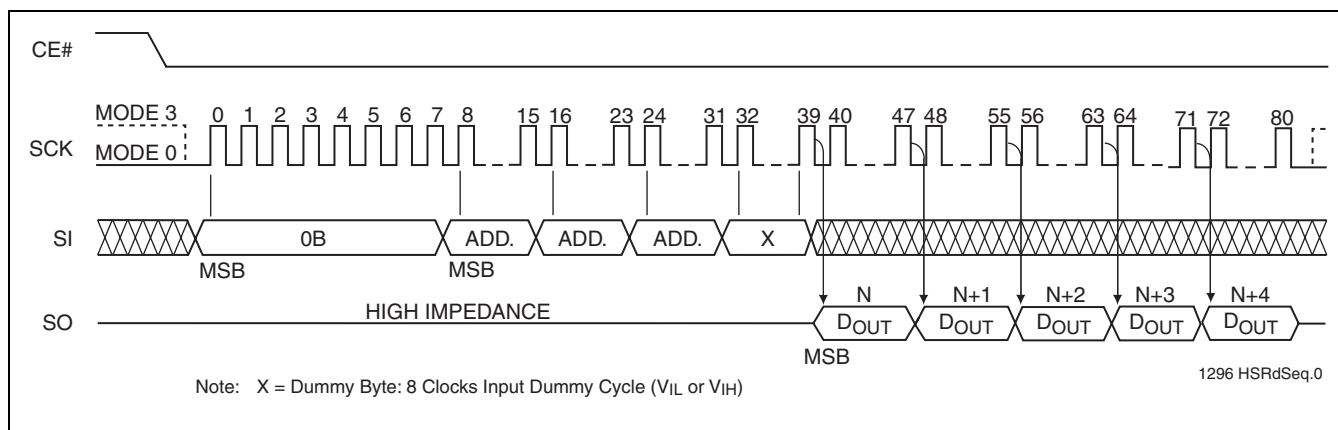 CE#
MODE 3
0 1 2 3 4 5 6 7 8 15 16 23 24 31 32 39 40 47 48 55 56 63 64 71 72 80
SCK
MODE 0
SI
0B ADD. ADD. ADD. X
MSB MSB
N N+1 N+2 N+3 N+4
HIGH IMPEDANCE
SO
DOUT DOUT DOUT DOUT DOUT
MSB
1296 HSRdSeq.0
Note: X = Dummy Byte: 8 Clocks Input Dummy Cycle (VIL or VIH)